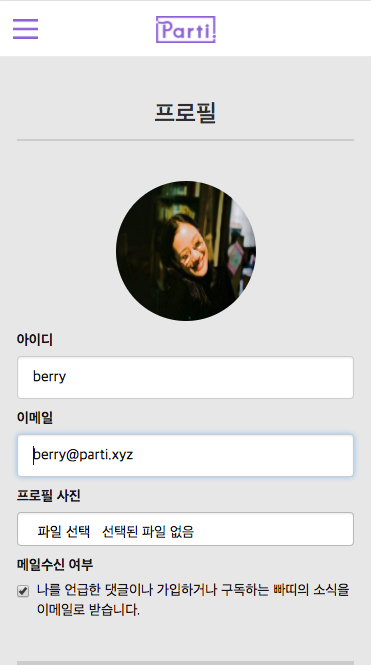 Parti!
프로필
아이디
berry
이메일
berry@parti.xyz
프로필 사진
파일 선택 선택된 파일 없음
메일수신 여부
나를 언급한 댓글이나 가입하거나 구독하는 빠띠의 소식을
이메일로 받습니다.